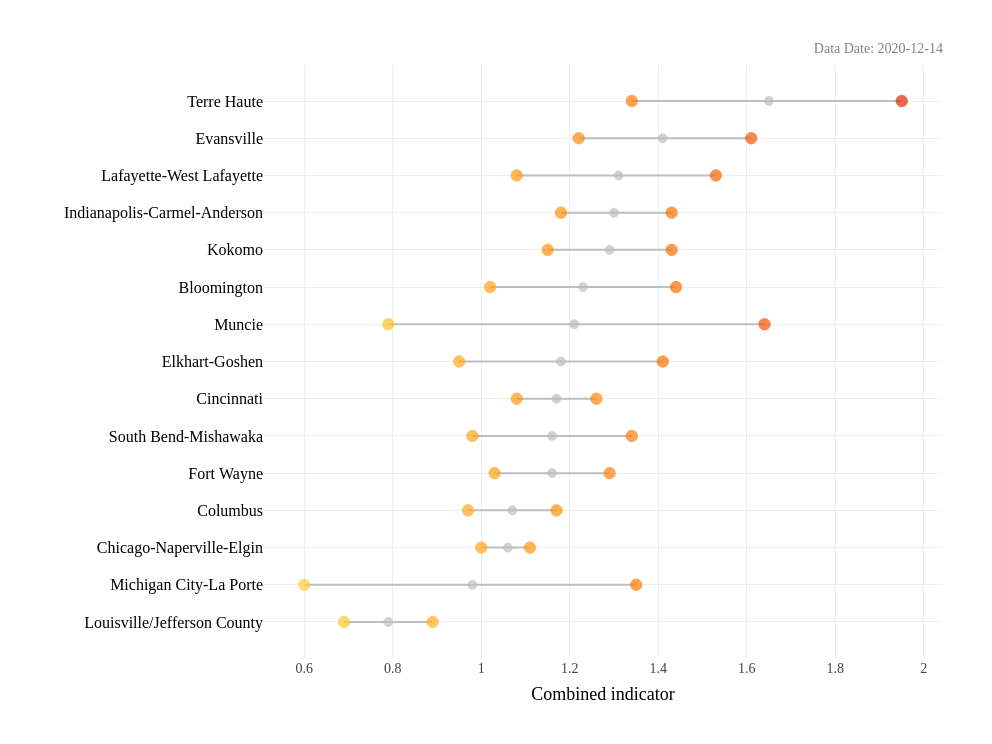 Data Date: 2020-12-14
Terre Haute
Evansville
Lafayette-West Lafayette
Indianapolis-Carmel-Anderson
Kokomo
Bloomington
Muncie
Elkhart-Goshen
Cincinnati
South Bend-Mishawaka
Fort Wayne
Columbus
Chicago-Naperville-Elgin
Michigan City-La Porte
Louisville/Jefferson County
0.6 0.8 1 1.2 1.4 1.6 1.8 2
Combined indicator